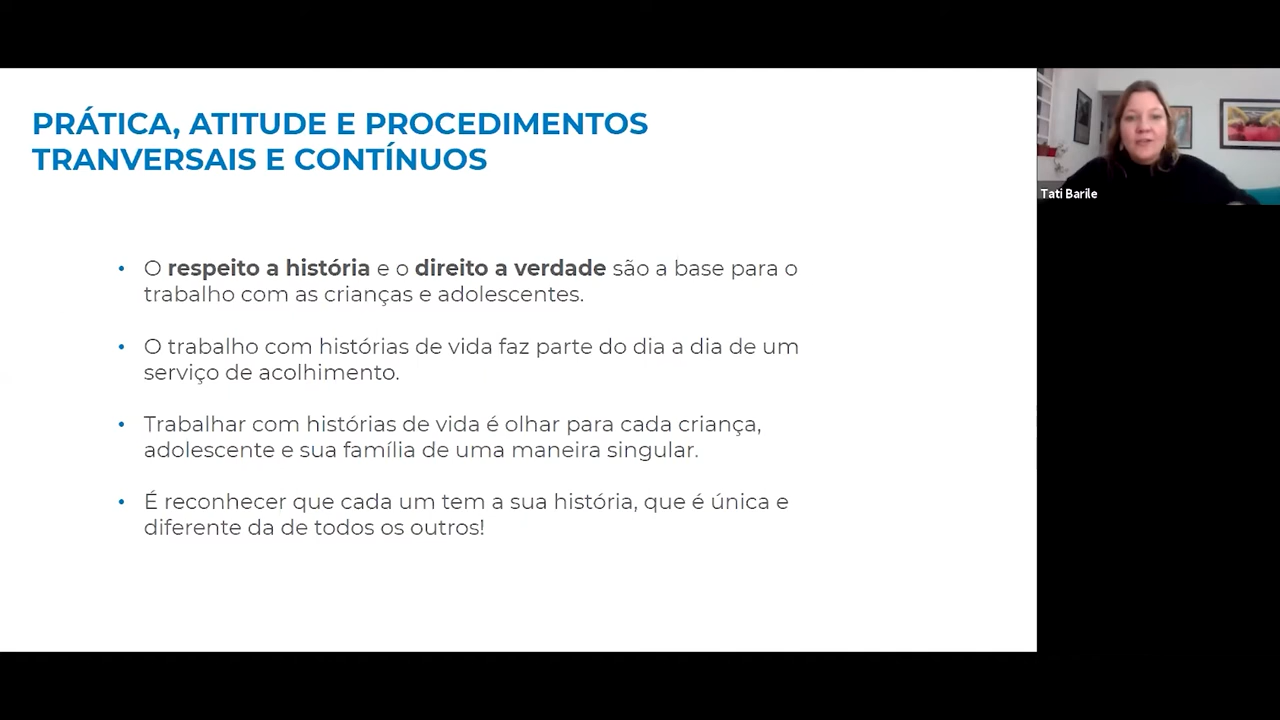 PRÁTICA, ATITUDE E PROCEDIMENTOS
TRANVERSAIS E CONTÍNUOS
• O respeito a história e o direito a verdade são a base para o
trabalho com as crianças e adolescentes.
• O trabalho com histórias de vida faz parte do dia a dia de um
serviço de acolhimento.
• Trabalhar com histórias de vida é olhar para cada criança,
adolescente e sua família de uma maneira singular.
• É reconhecer que cada um tem a sua história, que é única e
diferente da de todos os outros!
Tati Barile